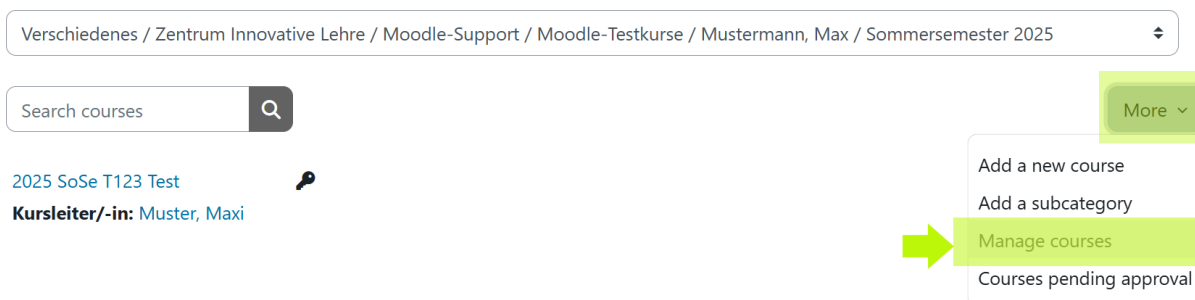 Verschiedenes / Zentrum Innovative Lehre / Moodle-Support / Moodle-Testkurse / Mustermann, Max / Sommersemester 2025
Search courses
More
2025 SoSe T123 Test
Kursleiter/-in: Muster, Maxi
Add a new course
Add a subcategory
Manage courses
Courses pending approval